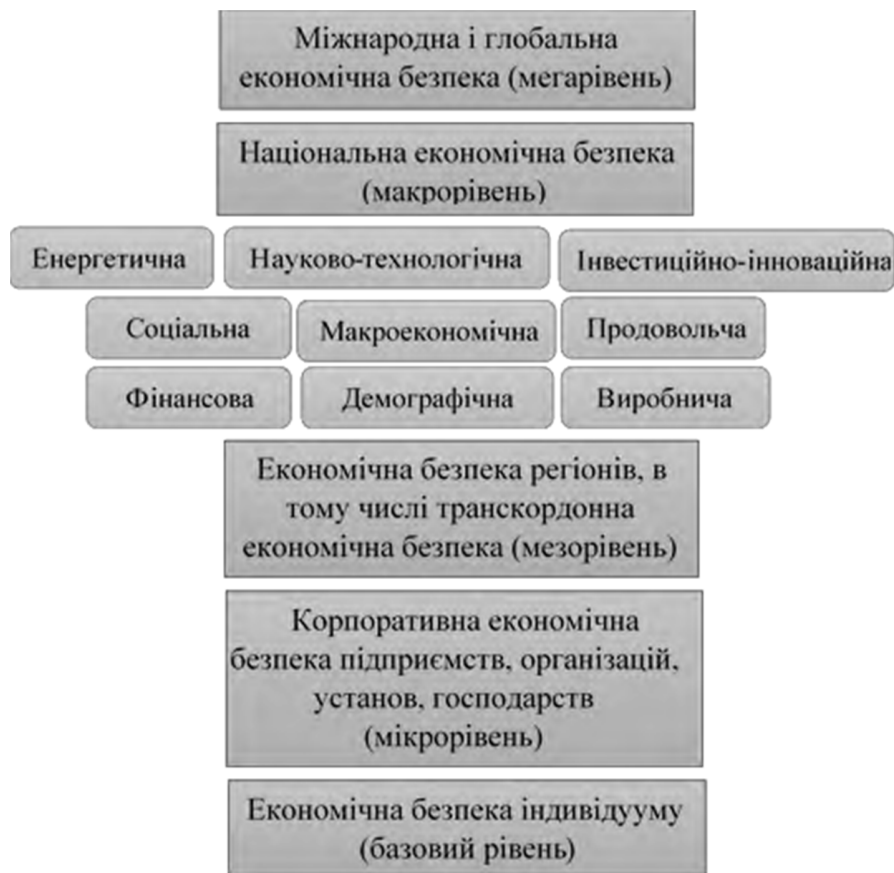 Міжнародна і глобальна
економічна безпека (мегарівень)
Національна економічна безпека
(макрорівень)
Енергетична
Науково-технологічна
Інвестиційно-інноваційна
Соціальна
Макроекономічна
Продовольча
Фінансова
Демографічна
Виробнича
Економічна безпека регіонів, в
тому числі транскордонна
економічна безпека (мезорівень)
Корпоративна економічна
безпека підприємств, організацій,
установ, господарств
(мікрорівень)
Економічна безпека індивідууму
(базовий рівень)